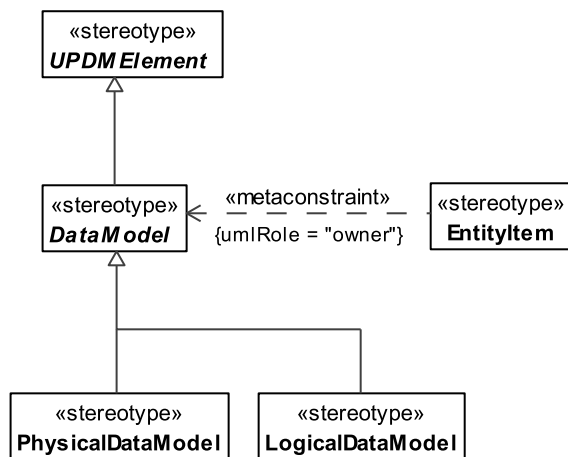 «stereotype»
UPDMElement
«stereotype»
DataModel
«metaconstraint»
{umlRole = "owner"}
«stereotype»
EntityItem
«stereotype»
PhysicalDataModel
«stereotype»
LogicalDataModel